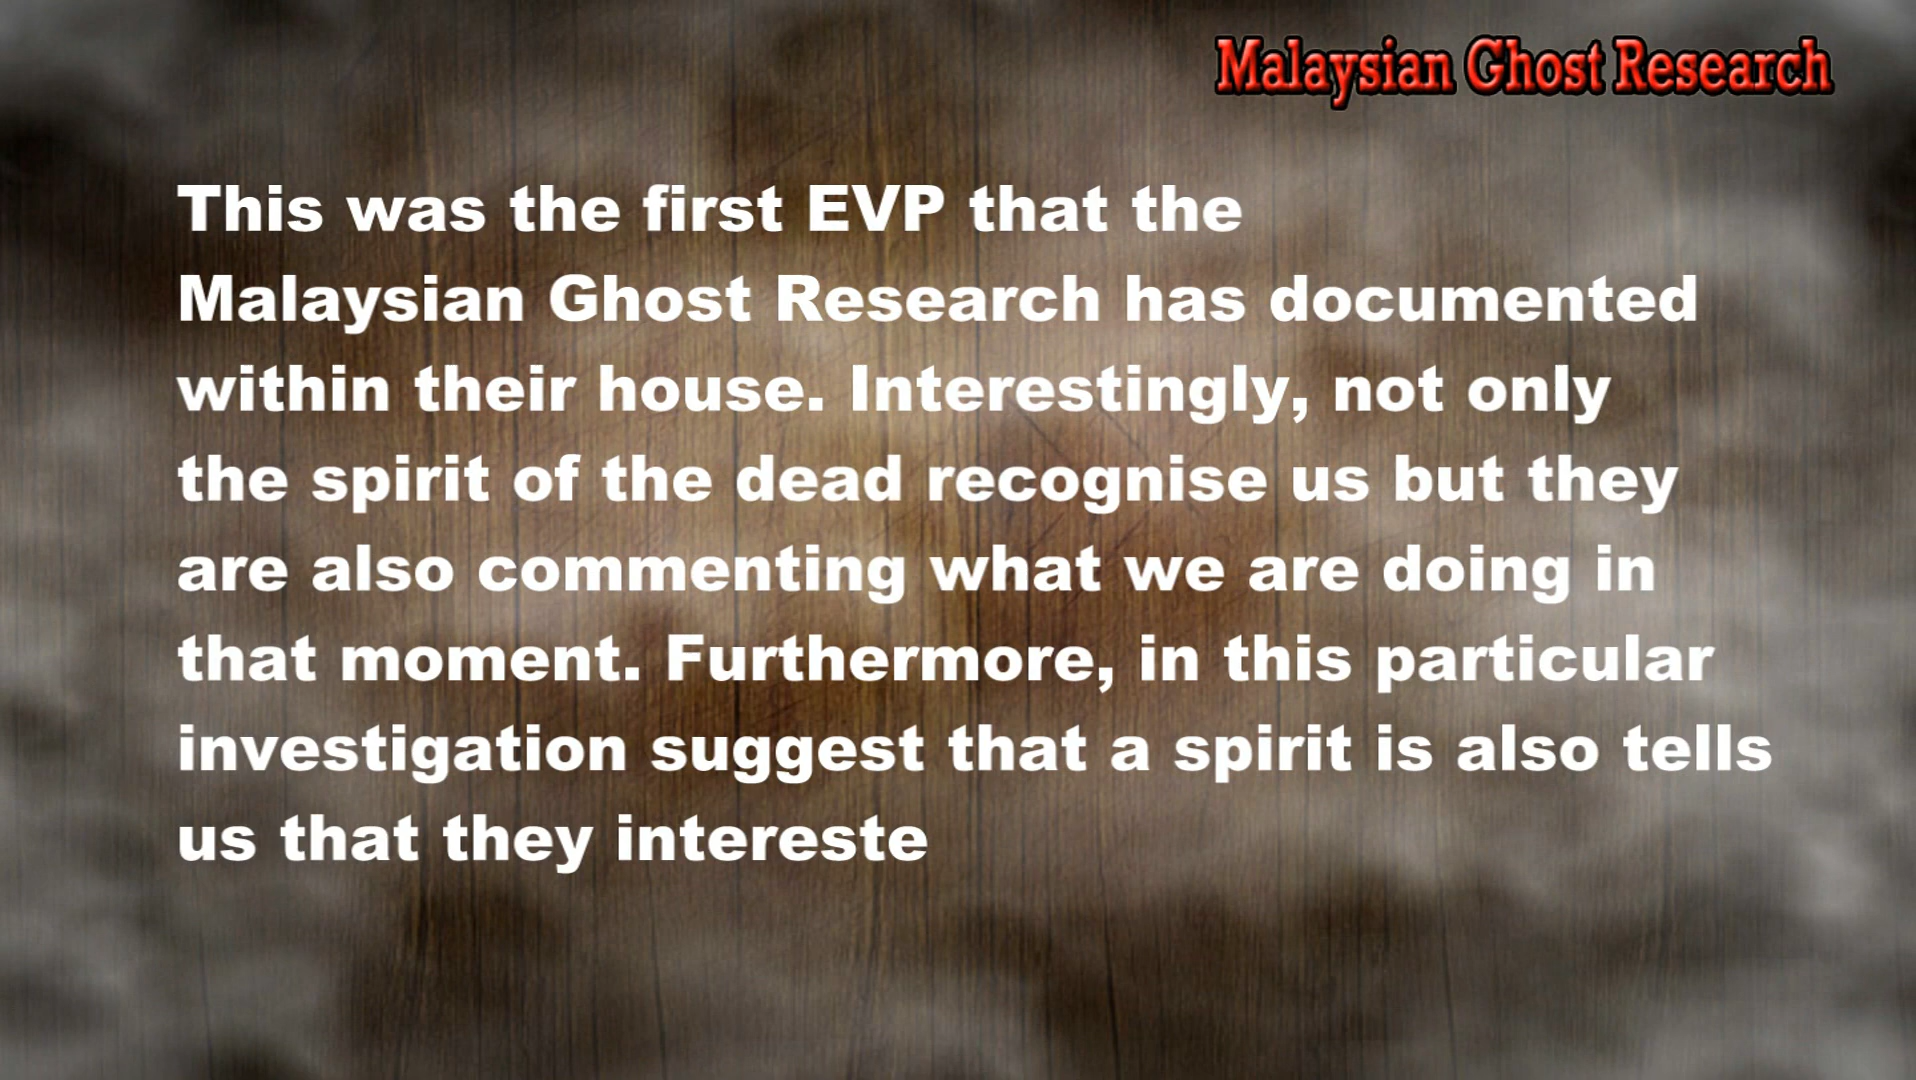 Malaysian Ghost Research
This was the first EVP that the
Malaysian Ghost Research has documented
within their house. Interestingly, not only
the spirit of the dead recognise us but they
are also commenting what we are doing in
that moment. Furthermore, in this particular
investigation suggest that a spirit is also tells
us that theyintereste